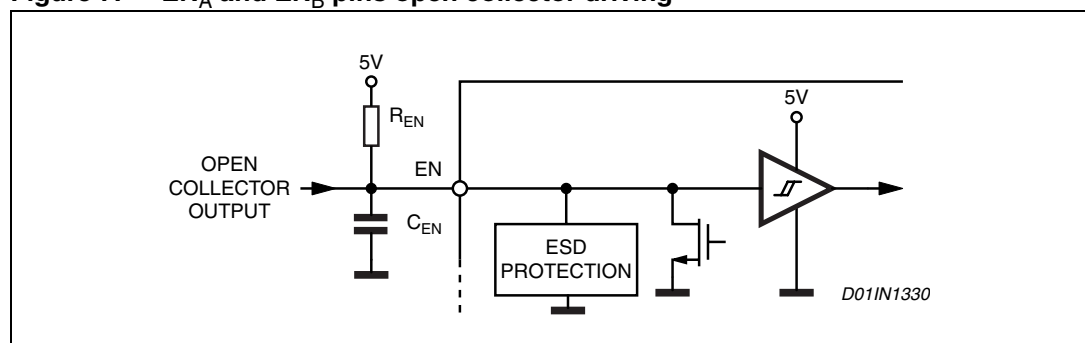 Figure
EN_A and EN_B pins open collector driving
5V
R_EN
5V
OPEN
COLLECTOR
OUTPUT
EN
C_EN
ESD
PROTECTION
D01IN1330